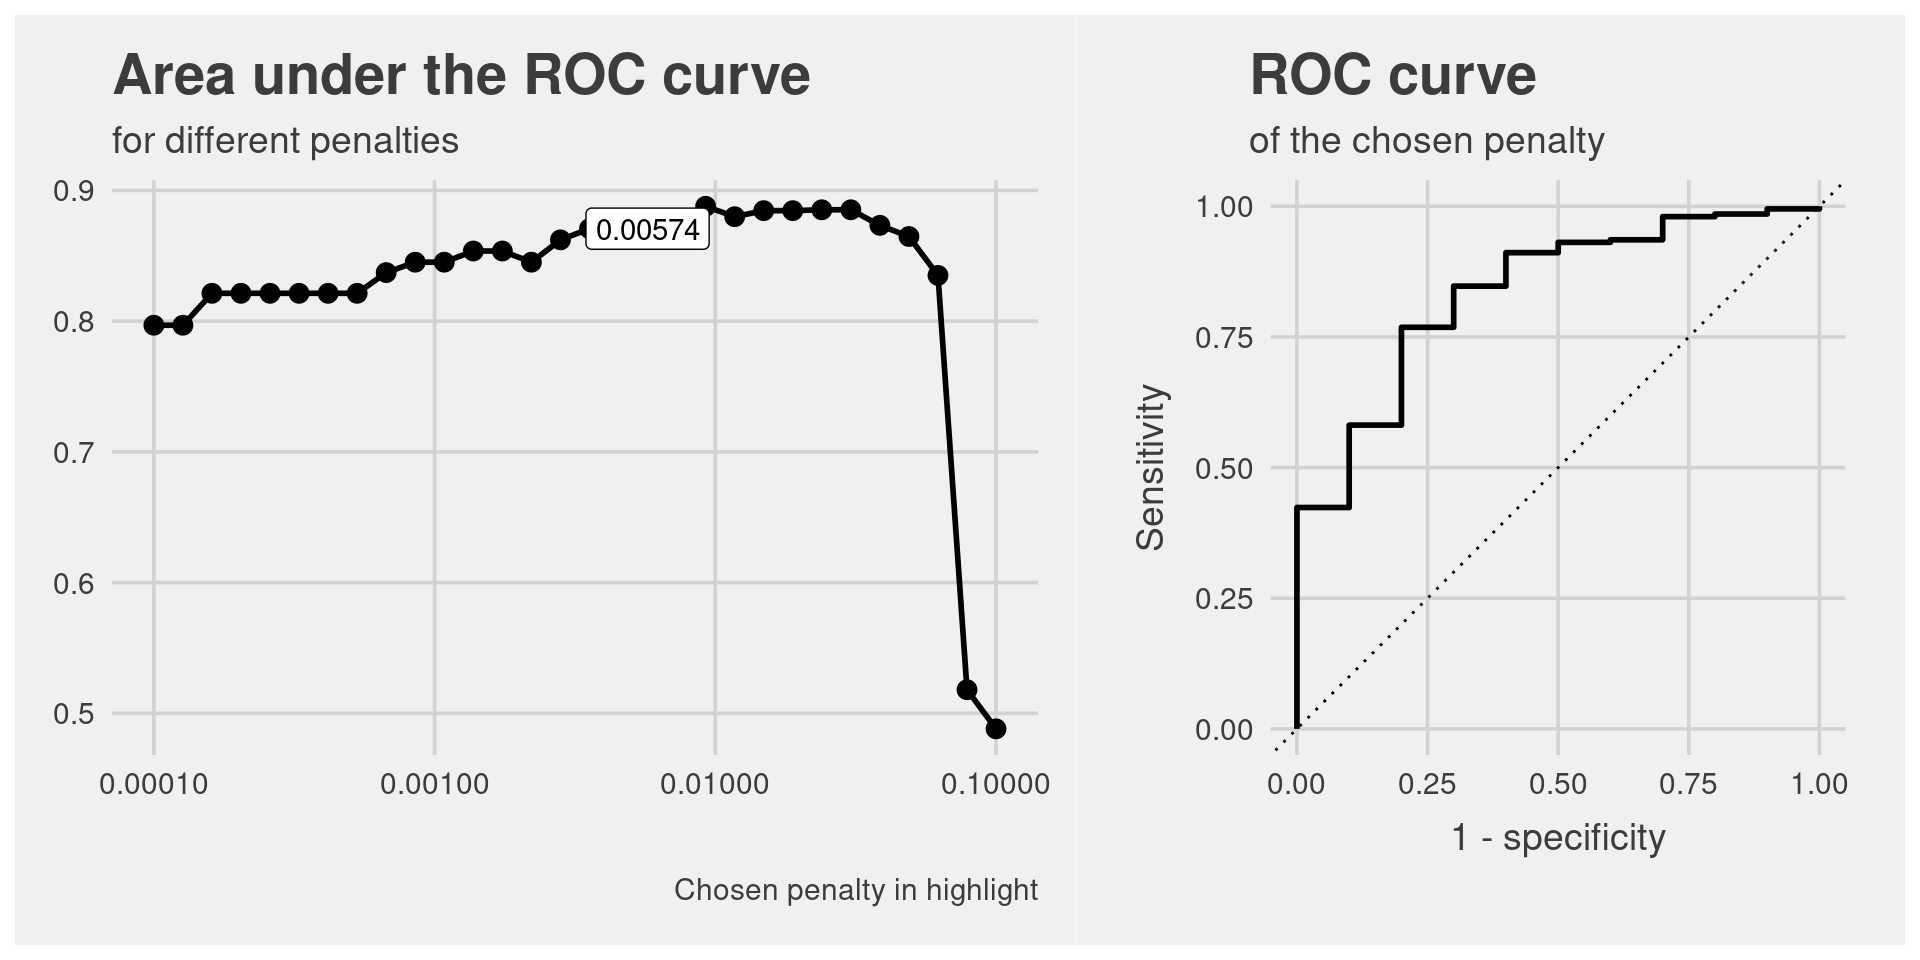 Area under the ROC curve
for different penalties
0.9
0.8
0.7
0.6
0.5
0.00574
0.00010 0.00100 0.01000 0.10000
Chosen penalty in highlight
ROC curve
of the chosen penalty
Sensitivity
1.00
0.75
0.50
0.25
0.00
0.00 0.25 0.50 0.75 1.00
1 - specificity